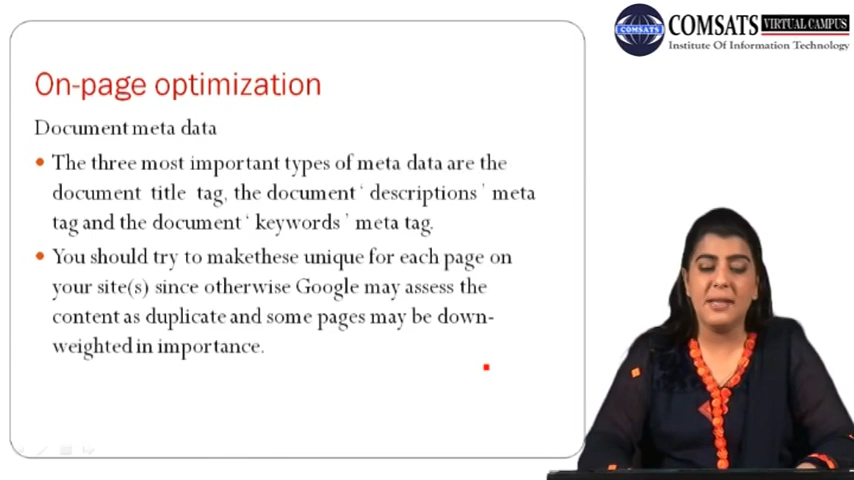 COMSATS
COMSATS VIRTUAL CAMPUS
Institute Of Information Technology
On-page optimization
Document meta data
The three most important types of meta data are the
document title tag, the document ‘ descriptions ’ meta
tag and the document ‘ keywords ’ meta tag.
You should try to makethese unique for each page on
your site(s) since otherwise Google may assess the
content as duplicate and some pages may be down-
weighted in importance.